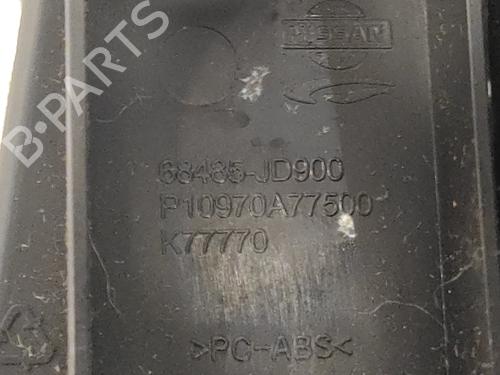 NISSAN
B-PARTS
68485-JD900
P10970A77500
K77770
>PC-ABS<